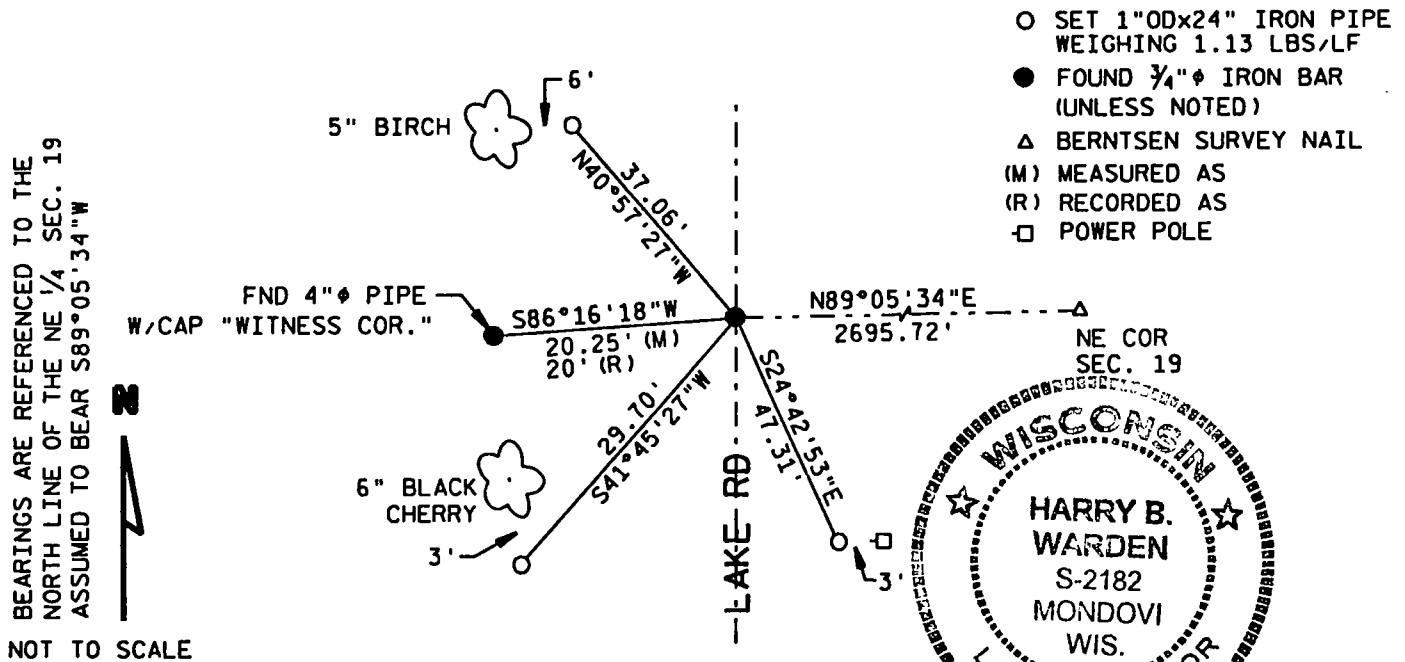 SET 1"ODx24" IRON PIPE
WEIGHING 1.13 LBS/LF
FOUND ¾"ɸ IRON BAR
(UNLESS NOTED)
BERNTSEN SURVEY NAIL
(M) MEASURED AS
(R) RECORDED AS
POWER POLE
BEARINGS ARE REFERENCED TO THE
NORTH LINE OF THE NE ¼ SEC. 19
ASSUMED TO BEAR S89°05'34"W
N
NOT TO SCALE
5" BIRCH
6'
37.06'
N40°57'27"W
FND 4"ɸ PIPE
W/CAP "WITNESS COR."
S86°16'18"W
20.25' (M)
20' (R)
N89°05'34"E
2695.72'
NE COR
SEC. 19
29.70'
S41°45'27"W
6" BLACK
CHERRY
3'
S24°42'53"E
47.31'
3'
LAKE RD
WISCONSIN
HARRY B.
WARDEN
S-2182
MONDOVI
WIS.